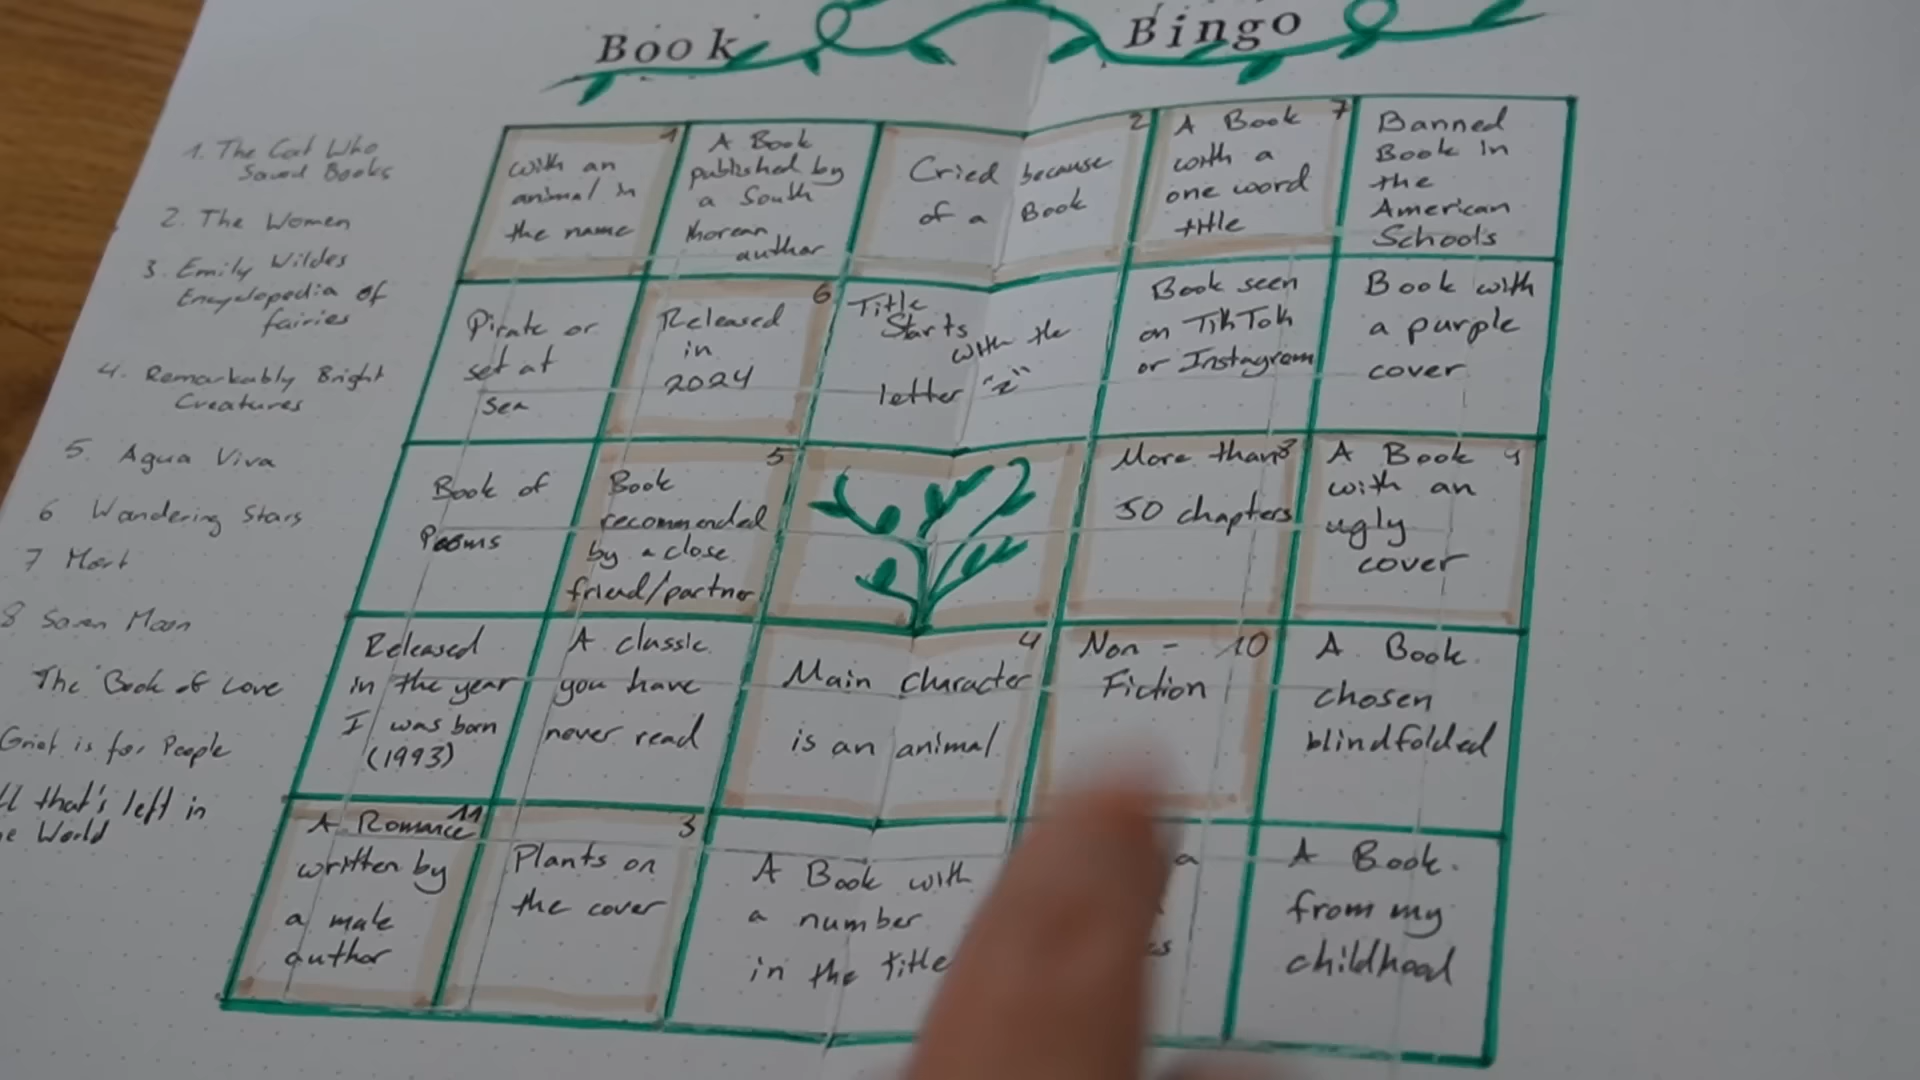 Book Bingo
1. The Cat Who
Saved Books
2. The Women
3. Emily Wildes
Encyclopedia of
fairies
4. Remarkably Bright
Creatures
5. Agua Viva
6 Wandering Stars
7 Mort
8 Moon
The Book of Love
Grief is for People
that's left in
World
1
with an
animal in
the name
A Book
published by
a South
Korean
author
2
Cried because
of a Book
A Book 7
with a
one word
title
Banned
Book in
the
American
Schools
Pirate or
set at
sea
6
Released
in
2024
Title
Starts
with the
letter "z"
Book seen
on TikTok
or Instagram
Book with
a purple
cover
Book of
Poems
5
Book
recommended
by a close
friend/partner
More than 8
50 chapters
A Book 9
with an
ugly
cover
Released
in the year
I was born
(1993)
A classic
you have
never read
4
Main character
is an animal
Non- 10
Fiction
A Book
chosen
blindfolded
11
A Romance
written by
a male
author
3
Plants on
the cover
A Book with
a number
in the title
a
A Book
from my
childhood